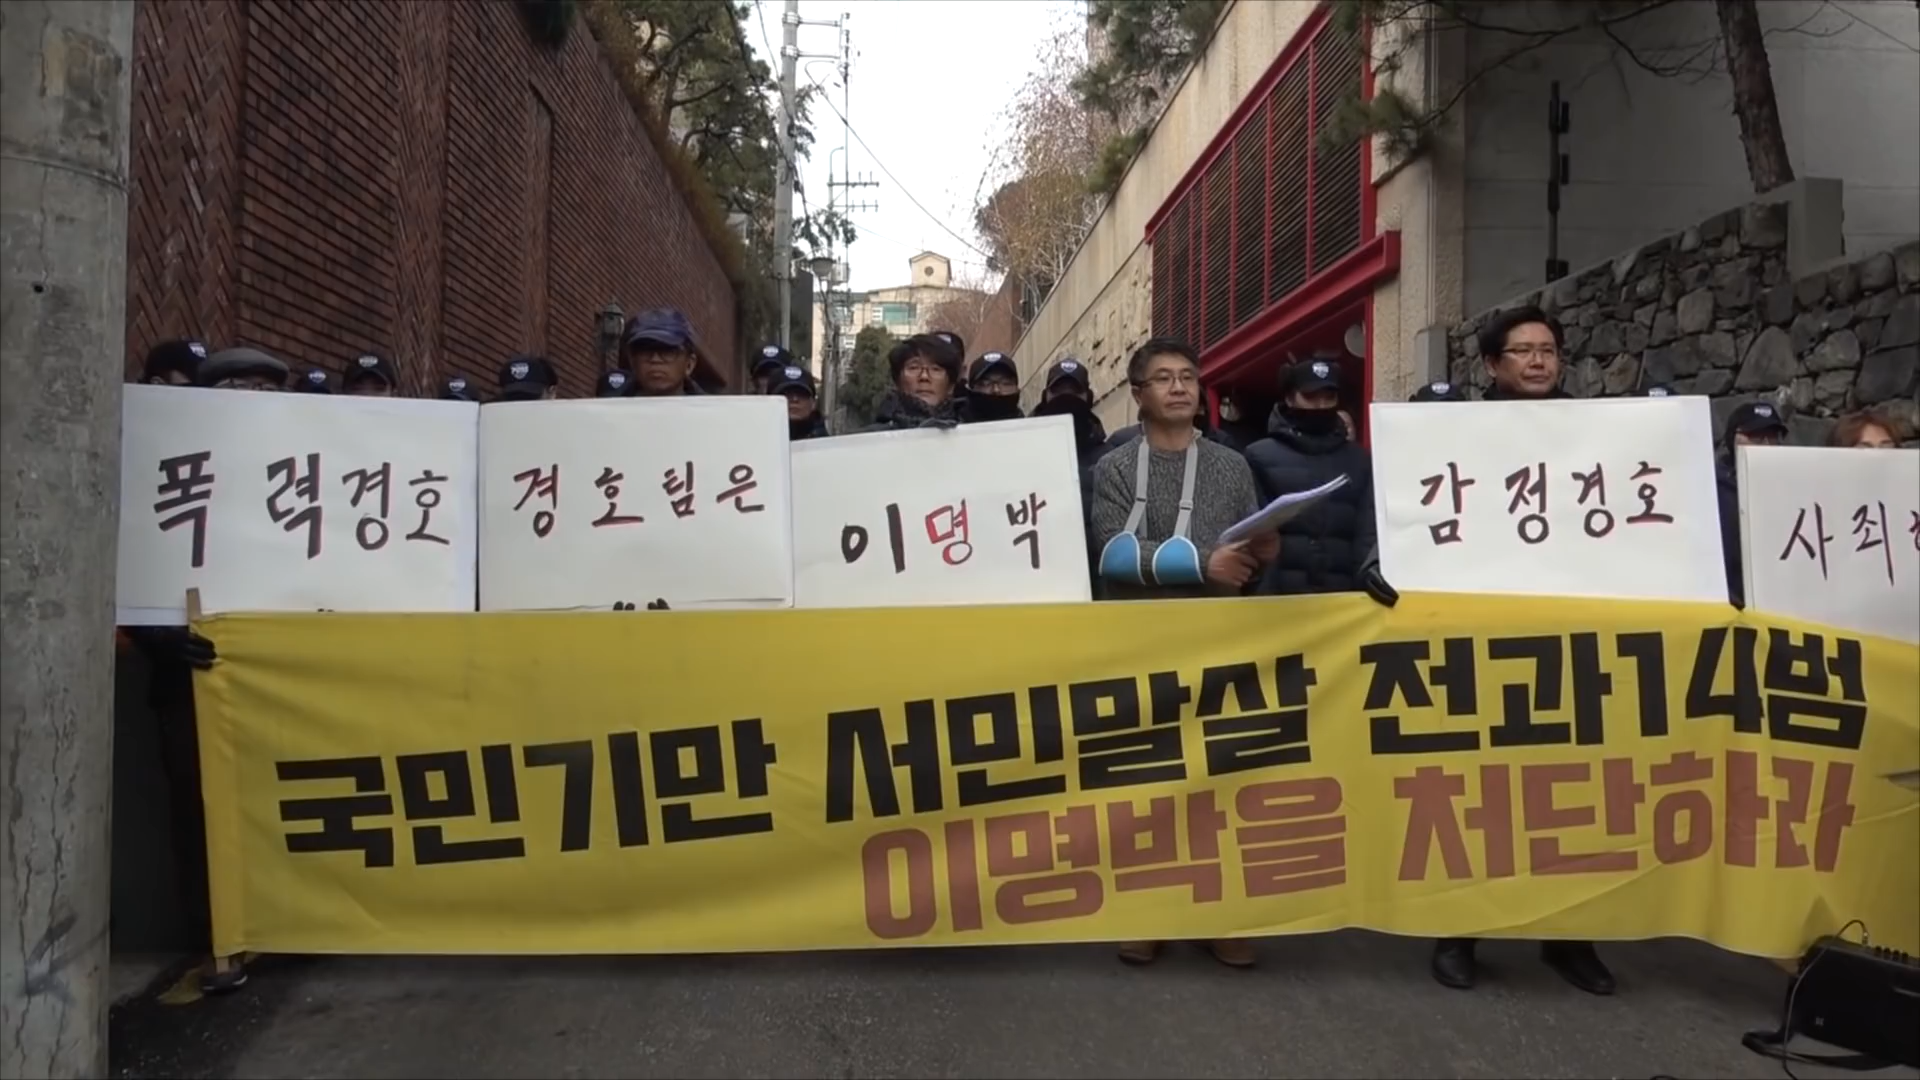 폭력경호
경호팀은
이명박
감정경호
사죄
국민기만 서민말살 전과14범
이명박을 처단하라